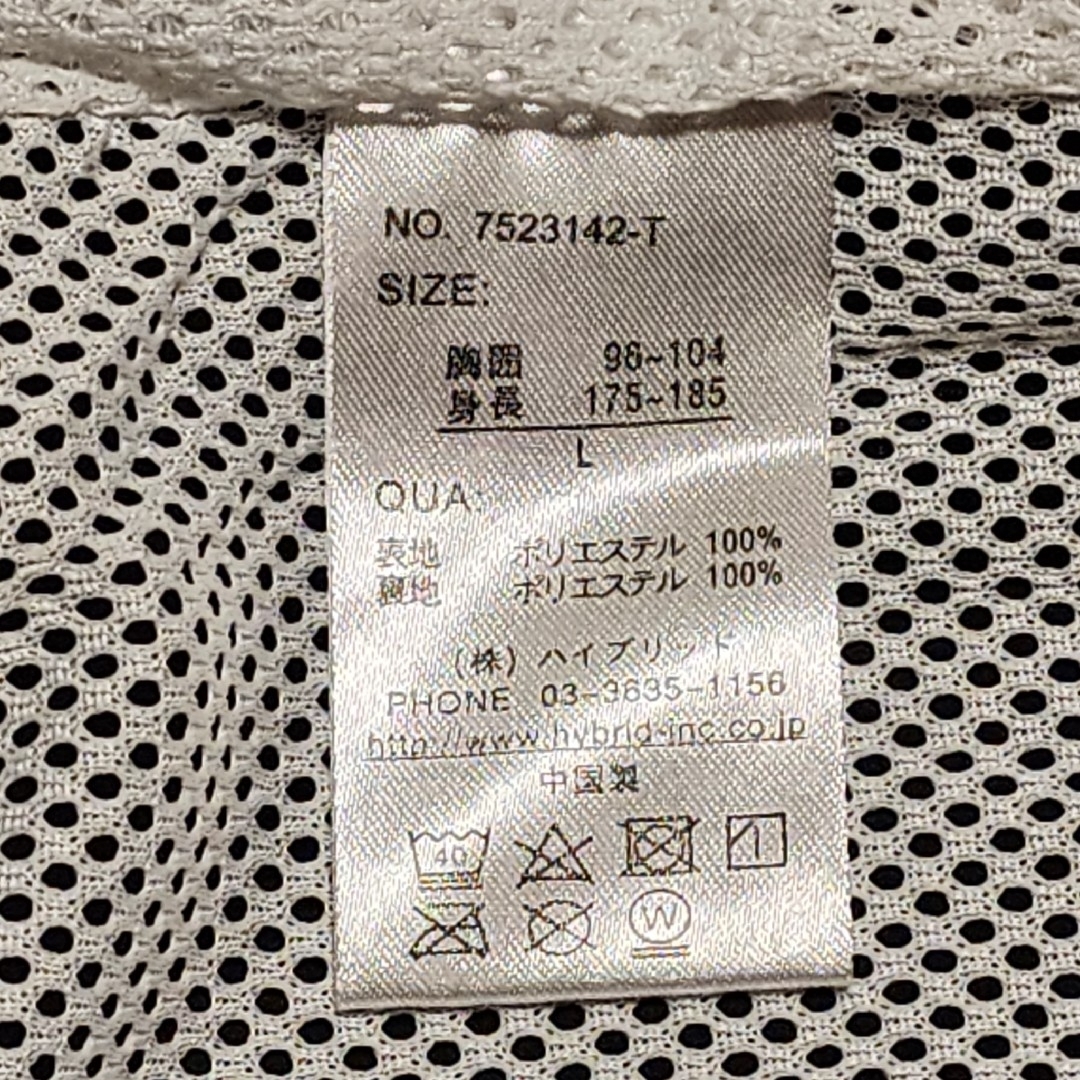 NO. 7523142-T
SIZE:
胸囲 96~104
身長 175~185
L
QUA:
表地 ポリエステル 100%
裏地 ポリエステル 100%
(株) ハイブリッド
PHONE 03-3635-1156
http://www.hybrid-inc.co.jp
中国製
40
W